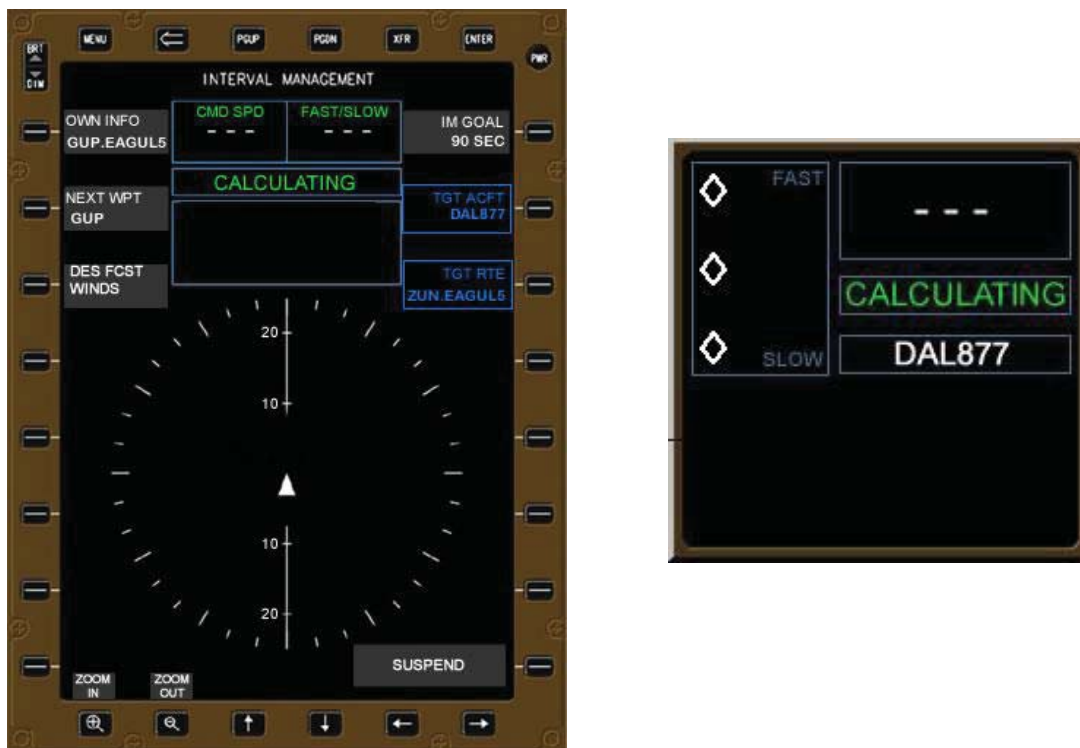 MENU
PGUP
PGDN
XFR
ENTER
BRT
DIM
PWR
INTERVAL MANAGEMENT
OWN INFO
GUP.EAGUL5
CMD SPD
- - -
FAST/SLOW
- - -
IM GOAL
90 SEC
CALCULATING
NEXT WPT
GUP
TGT ACFT
DAL877
DES FCST
WINDS
TGT RTE
ZUN.EAGUL5
20
10
10
20
SUSPEND
ZOOM
IN
ZOOM
OUT
FAST
SLOW
- - -
CALCULATING
DAL877